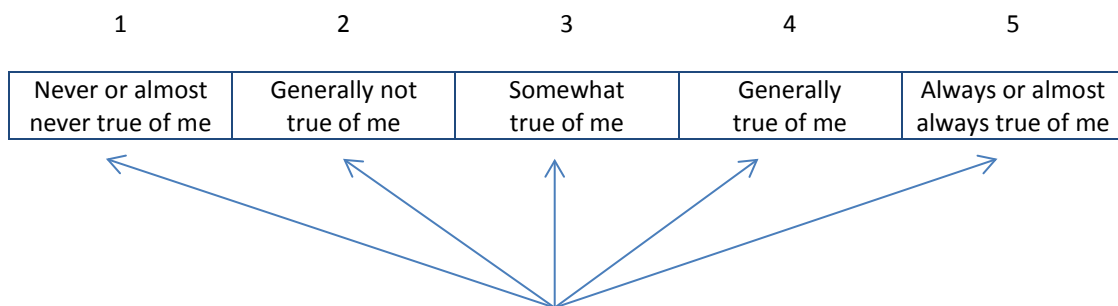 1 2 3 4 5
Never or almost never true of me
Generally not true of me
Somewhat true of me
Generally true of me
Always or almost always true of me